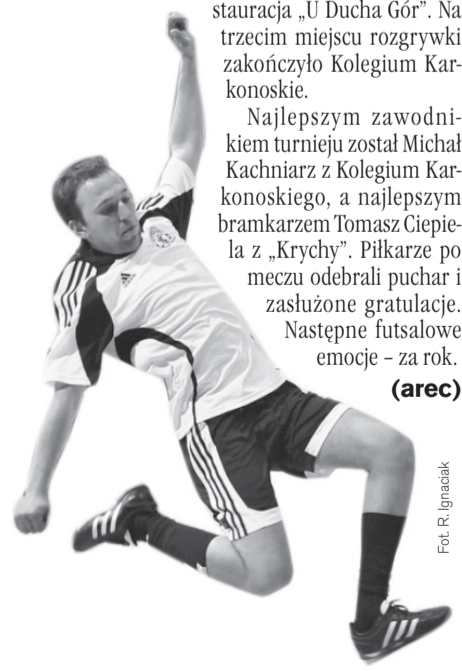 stauracja „U Ducha Gór”. Na
trzecim miejscu rozgrywki
zakończyło Kolegium Kar-
konoskie.
Najlepszym zawodni-
kiem turnieju został Michał
Kachniarz z Kolegium Kar-
konoskiego, a najlepszym
bramkarzem Tomasz Ciepie-
la z „Krychy”. Piłkarze po
meczu odebrali puchar i
zasłużone gratulacje.
Następne futsalowe
emocje – za rok.
(arec)
Fot. R. Ignaciak